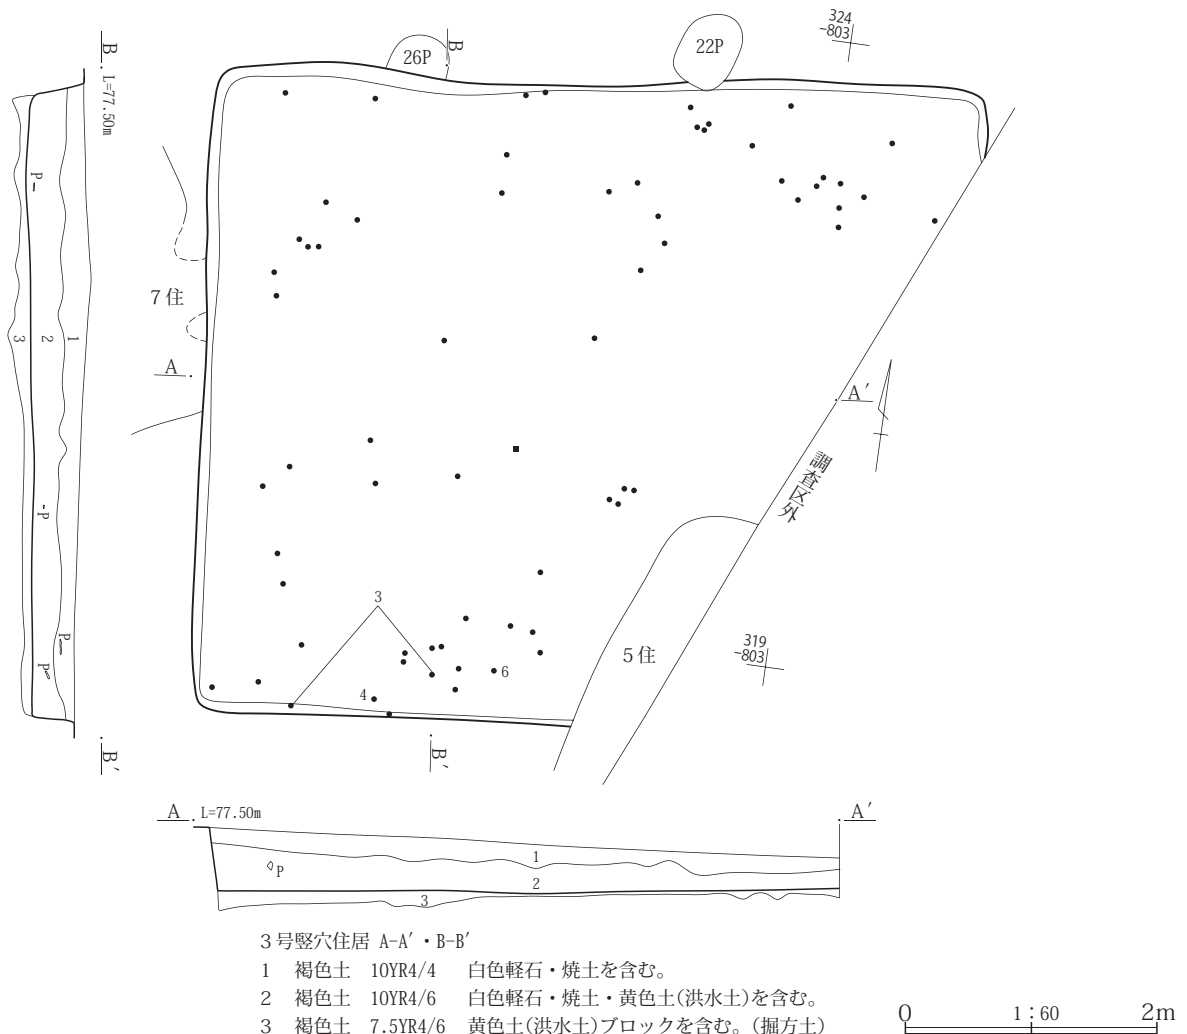 324
-803
26P
B
22P
B
L=77.50m
P
7住
3
2
1
A
A′
調査区外
P
3
P
P
319
-803
5住
6
4
B′
B′
A
L=77.50m
A′
1
P
2
3
3号竪穴住居 A-A′・B-B′
1 褐色土 10YR4/4 白色軽石・焼土を含む。
2 褐色土 10YR4/6 白色軽石・焼土・黄色土(洪水土)を含む。
3 褐色土 7.5YR4/6 黄色土(洪水土)ブロックを含む。(掘方土)
0 1:60 2m